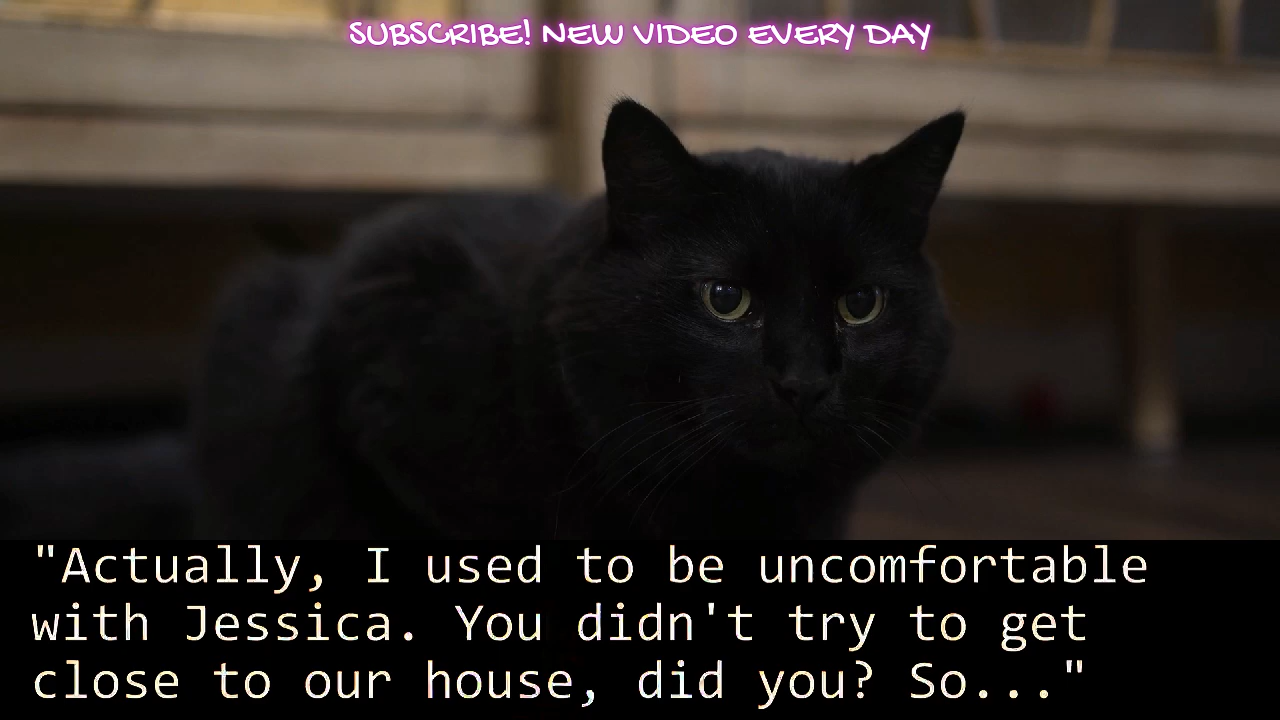 SUBSCRIBE! NEW VIDEO EVERY DAY
"Actually, I used to be uncomfortable
with Jessica. You didn't try to get
close to our house, did you? So..."